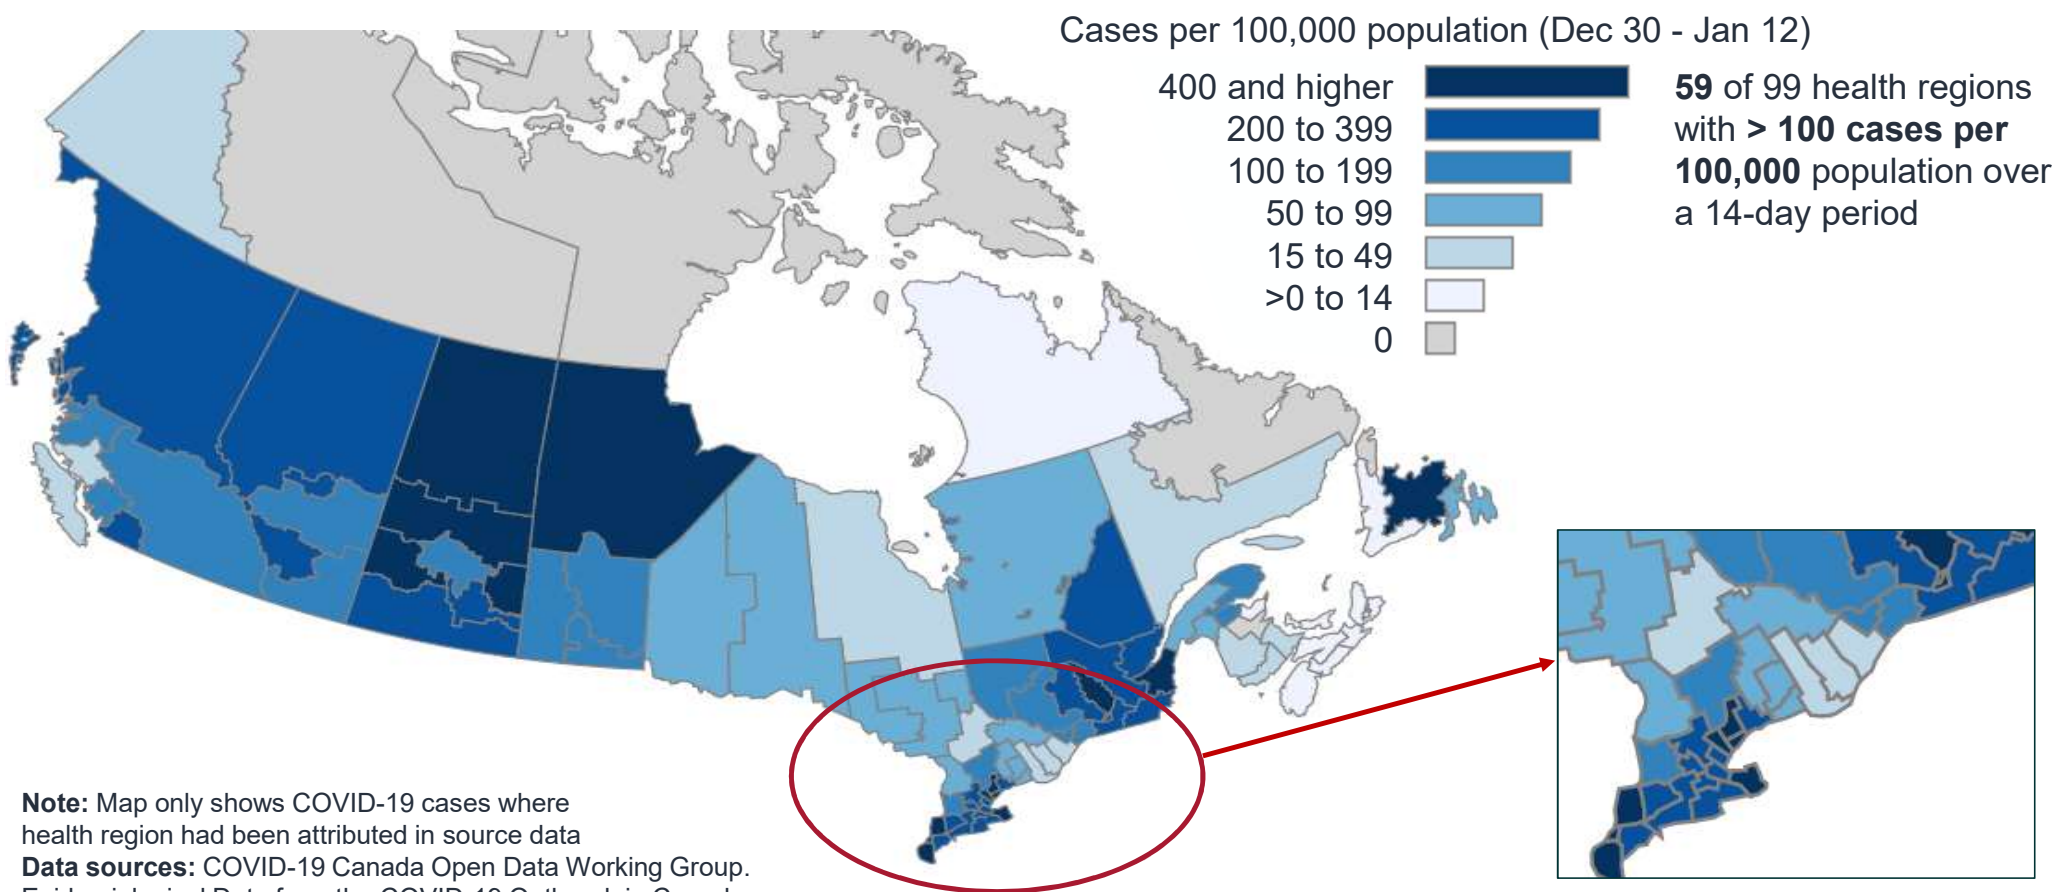 Cases per 100,000 population (Dec 30 - Jan 12)
400 and higher
200 to 399
100 to 199
50 to 99
15 to 49
>0 to 14
0
59 of 99 health regions
with > 100 cases per
100,000 population over
a 14-day period
Note: Map only shows COVID-19 cases where
health region had been attributed in source data
Data sources: COVID-19 Canada Open Data Working Group.